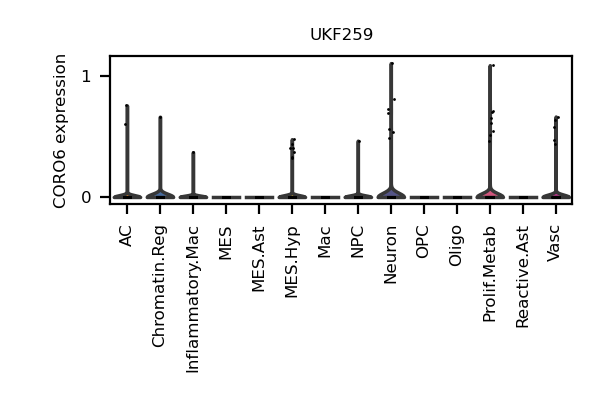 UKF259
CORO6 expression
1
0
AC
Chromatin.Reg
Inflammatory.Mac
MES
MES.Ast
MES.Hyp
Mac
NPC
Neuron
OPC
Oligo
Prolif.Metab
Reactive.Ast
Vasc